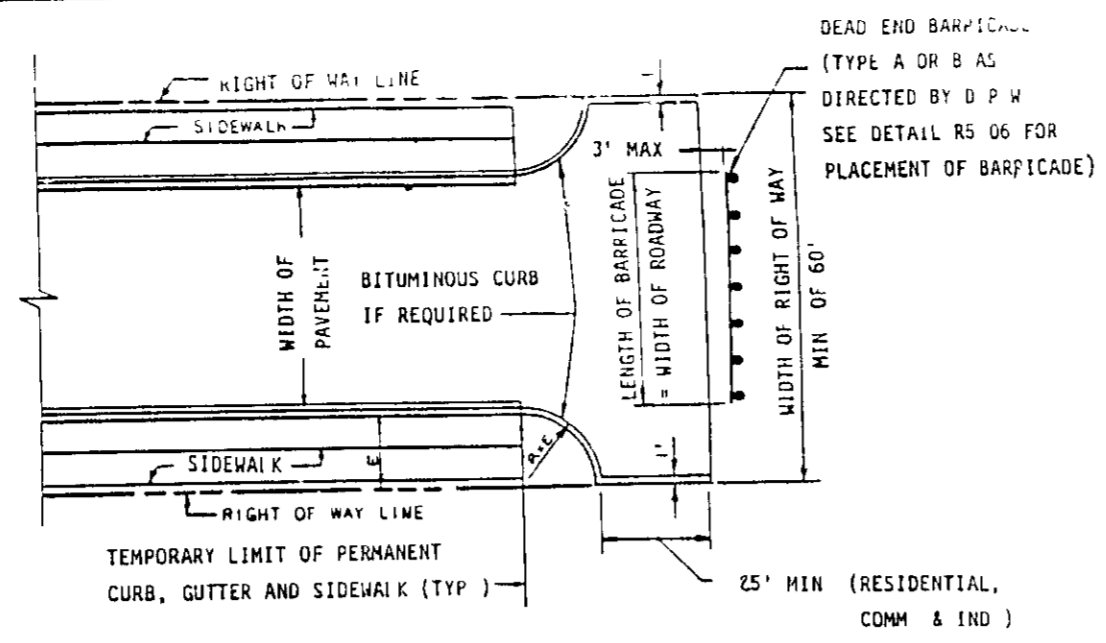 DEAD END
(TYPE A OR B AS
DIRECTED BY D P W
SEE DETAIL R5 06 FOR
PLACEMENT OF BARRICADE)
RIGHT OF WAY LINE
SIDEWALK
3' MAX
1'
WIDTH OF
PAVEMENT
BITUMINOUS CURB
IF REQUIRED
LENGTH OF BARRICADE
= WIDTH OF ROADWAY
WIDTH OF RIGHT OF WAY
MIN OF 60'
SIDEWALK
E
R=E
1'
RIGHT OF WAY LINE
TEMPORARY LIMIT OF PERMANENT
CURB, GUTTER AND SIDEWALK (TYP )
25' MIN (RESIDENTIAL,
COMM & IND )